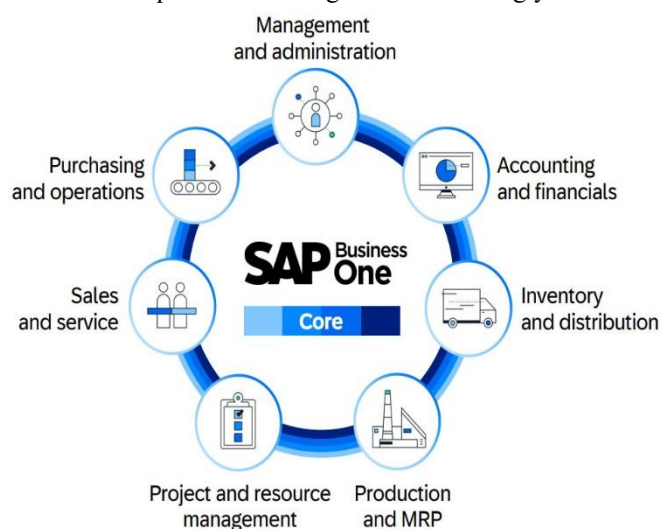 Management
and administration
Purchasing
and operations
Accounting
and financials
SAP Business One
Core
Sales
and service
Inventory
and distribution
Project and resource
management
Production
and MRP